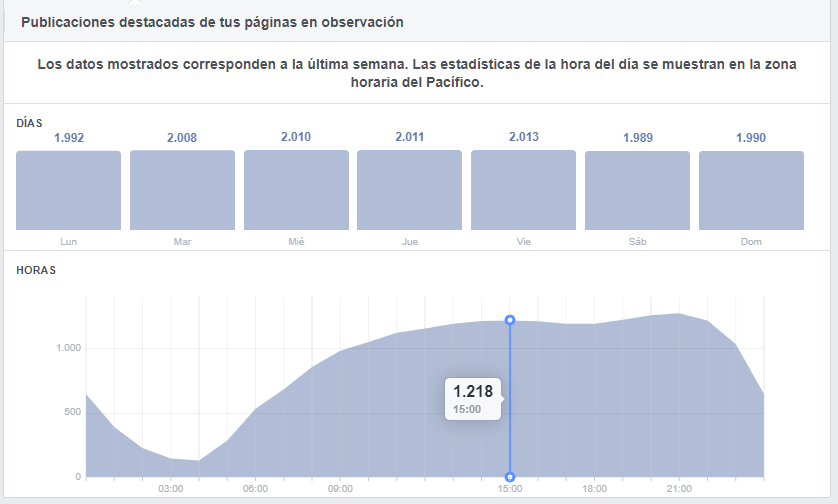 Publicaciones destacadas de tus páginas en observación
Los datos mostrados corresponden a la última semana. Las estadísticas de la hora del día se muestran en la zona
horaria del Pacífico.
DÍAS
1.992 2.008 2.010 2.011 2.013 1.989 1.990
Lun Mar Mié Jue Vie Sáb Dom
HORAS
1.000
1.218
15:00
500
0
03:00 06:00 09:00 15:00 18:00 21:00